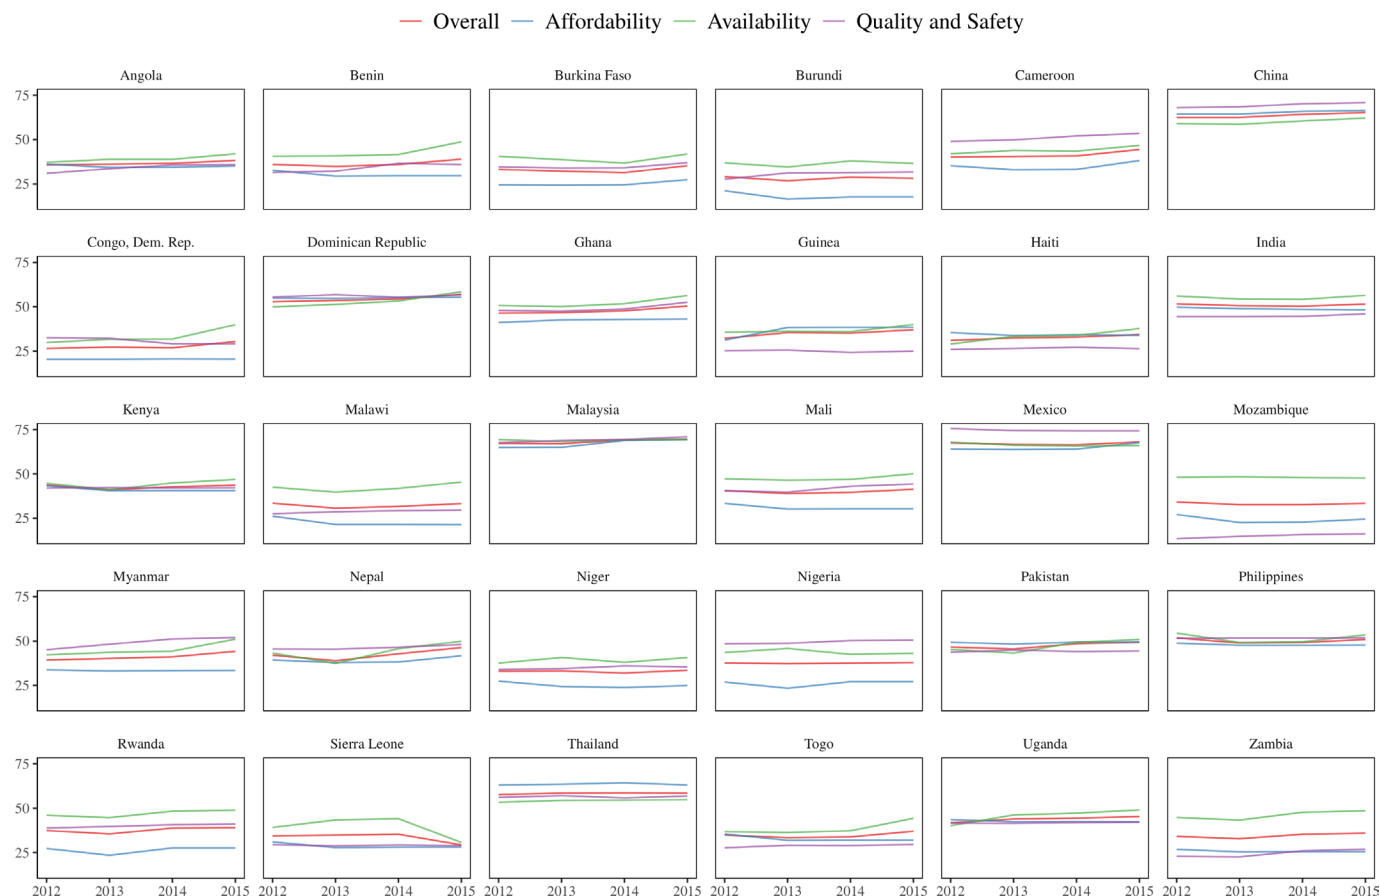 Overall Affordability Availability Quality and Safety
Angola Benin Burkina Faso Burundi Cameroon China
75
50
25
Congo, Dem. Rep. Dominican Republic Ghana Guinea Haiti India
75
50
25
Kenya Malawi Malaysia Mali Mexico Mozambique
75
50
25
Myanmar Nepal Niger Nigeria Pakistan Philippines
75
50
25
Rwanda Sierra Leone Thailand Togo Uganda Zambia
75
50
25
2012 2013 2014 2015 2012 2013 2014 2015 2012 2013 2014 2015 2012 2013 2014 2015 2012 2013 2014 2015 2012 2013 2014 2015